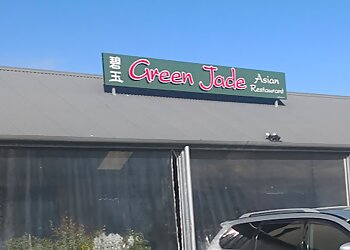 碧玉
Green Jade
Asian
Restaurant